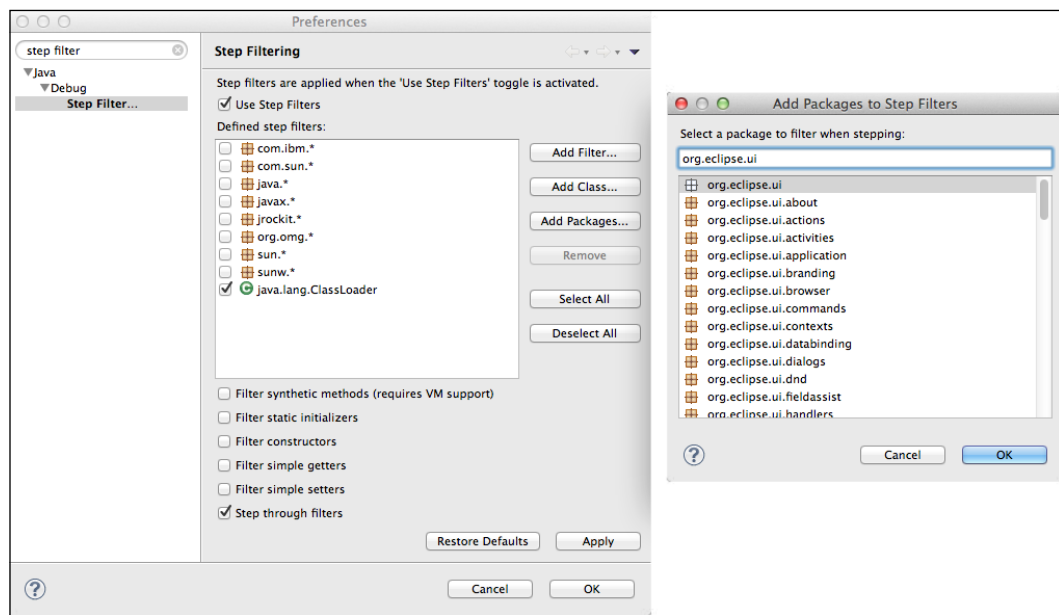 Preferences
step filter
Java
Debug
Step Filter...
Step Filtering
Step filters are applied when the 'Use Step Filters' toggle is activated.
Use Step Filters
Defined step filters:
com.ibm.*
com.sun.*
java.*
javax.*
jrockit.*
org.omg.*
sun.*
sunw.*
java.lang.ClassLoader
Add Filter...
Add Class...
Add Packages...
Remove
Select All
Deselect All
Filter synthetic methods (requires VM support)
Filter static initializers
Filter constructors
Filter simple getters
Filter simple setters
Step through filters
Restore Defaults
Apply
Cancel
OK
Add Packages to Step Filters
Select a package to filter when stepping:
org.eclipse.ui
org.eclipse.ui
org.eclipse.ui.about
org.eclipse.ui.actions
org.eclipse.ui.activities
org.eclipse.ui.application
org.eclipse.ui.branding
org.eclipse.ui.browser
org.eclipse.ui.commands
org.eclipse.ui.contexts
org.eclipse.ui.databinding
org.eclipse.ui.dialogs
org.eclipse.ui.dnd
org.eclipse.ui.fieldassist
org.eclipse.ui.handlers
Cancel
OK